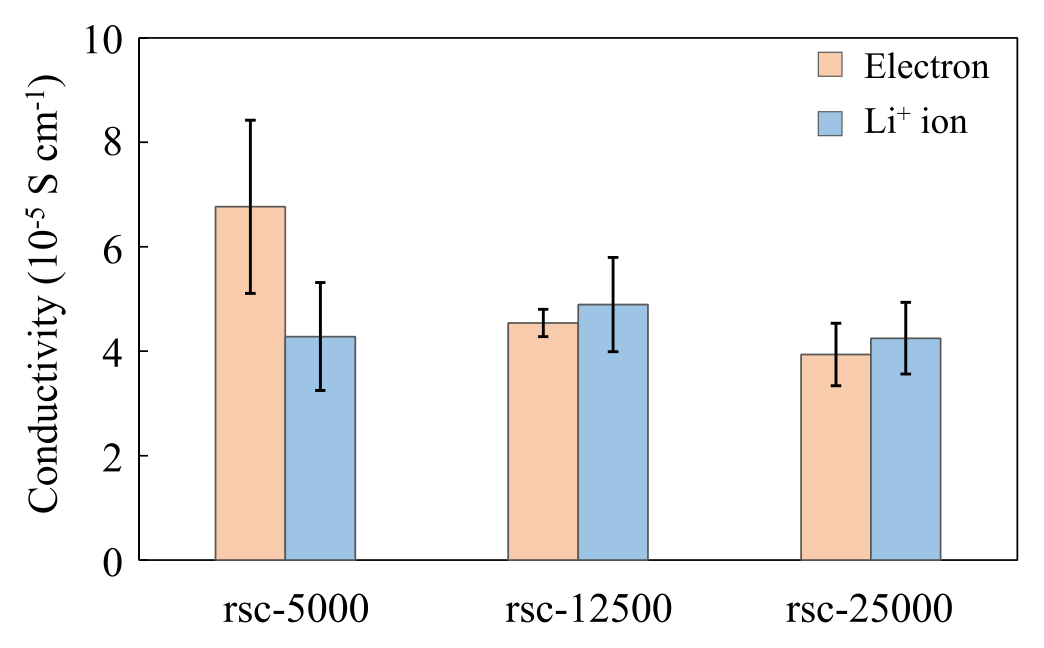 Conductivity (10⁻⁵ S cm⁻¹)
10
8
6
4
2
0
Electron
Li⁺ ion
rsc-5000
rsc-12500
rsc-25000